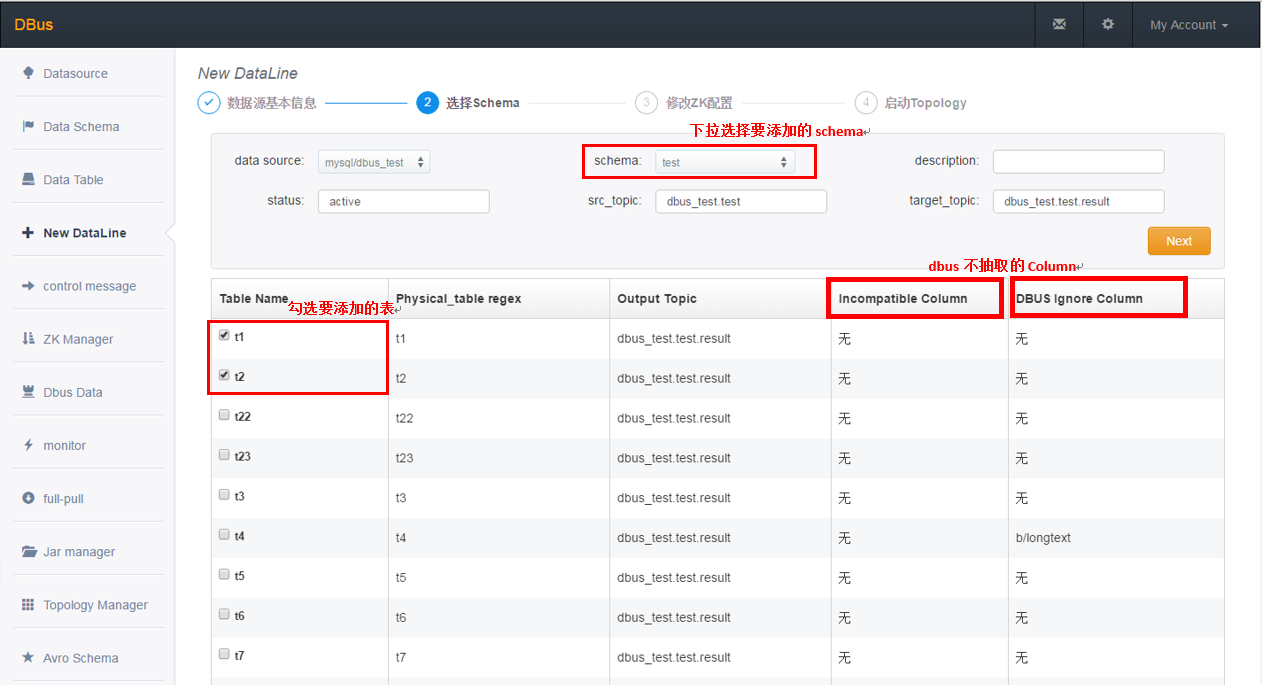 DBus
My Account
Datasource
Data Schema
Data Table
New DataLine
control message
ZK Manager
Dbus Data
monitor
full-pull
Jar manager
Topology Manager
Avro Schema
New DataLine
数据源基本信息 2 选择Schema 3 修改ZK配置 4 启动Topology
下拉选择要添加的 schema
data source: mysql/dbus_test schema: test description:
status: active src_topic: dbus_test.test target_topic: dbus_test.test.result
Next
dbus 不抽取的 Column
Table Name Physical_table regex Output Topic Incompatible Column DBUS Ignore Column
勾选要添加的表
t1 t1 dbus_test.test.result 无 无
t2 t2 dbus_test.test.result 无 无
t22 t22 dbus_test.test.result 无 无
t23 t23 dbus_test.test.result 无 无
t3 t3 dbus_test.test.result 无 无
t4 t4 dbus_test.test.result 无 b/longtext
t5 t5 dbus_test.test.result 无 无
t6 t6 dbus_test.test.result 无 无
t7 t7 dbus_test.test.result 无 无